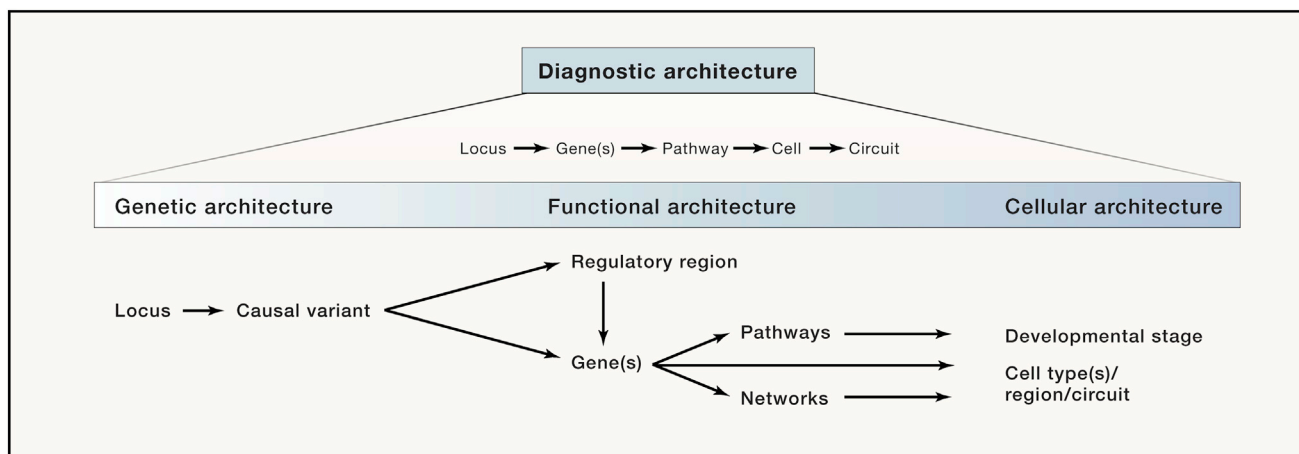 Diagnostic architecture
Locus Gene(s) Pathway Cell Circuit
Genetic architecture Functional architecture Cellular architecture
Regulatory region
Locus Causal variant
Pathways Developmental stage
Gene(s)
Cell type(s)/
region/circuit
Networks